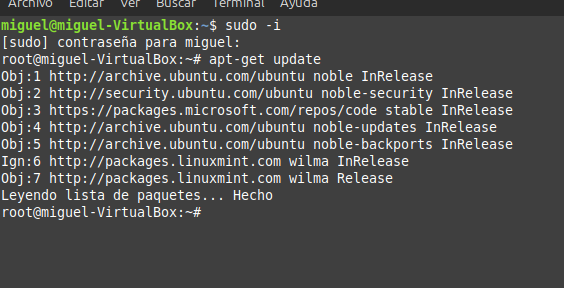 Archivo Editar Ver Buscar Terminal Ayuda
miguel@miguel-VirtualBox:~$ sudo -i
[sudo] contraseña para miguel:
root@miguel-VirtualBox:~# apt-get update
Obj:1 http://archive.ubuntu.com/ubuntu noble InRelease
Obj:2 http://security.ubuntu.com/ubuntu noble-security InRelease
Obj:3 https://packages.microsoft.com/repos/code stable InRelease
Obj:4 http://archive.ubuntu.com/ubuntu noble-updates InRelease
Obj:5 http://archive.ubuntu.com/ubuntu noble-backports InRelease
Ign:6 http://packages.linuxmint.com wilma InRelease
Obj:7 http://packages.linuxmint.com wilma Release
Leyendo lista de paquetes... Hecho
root@miguel-VirtualBox:~#